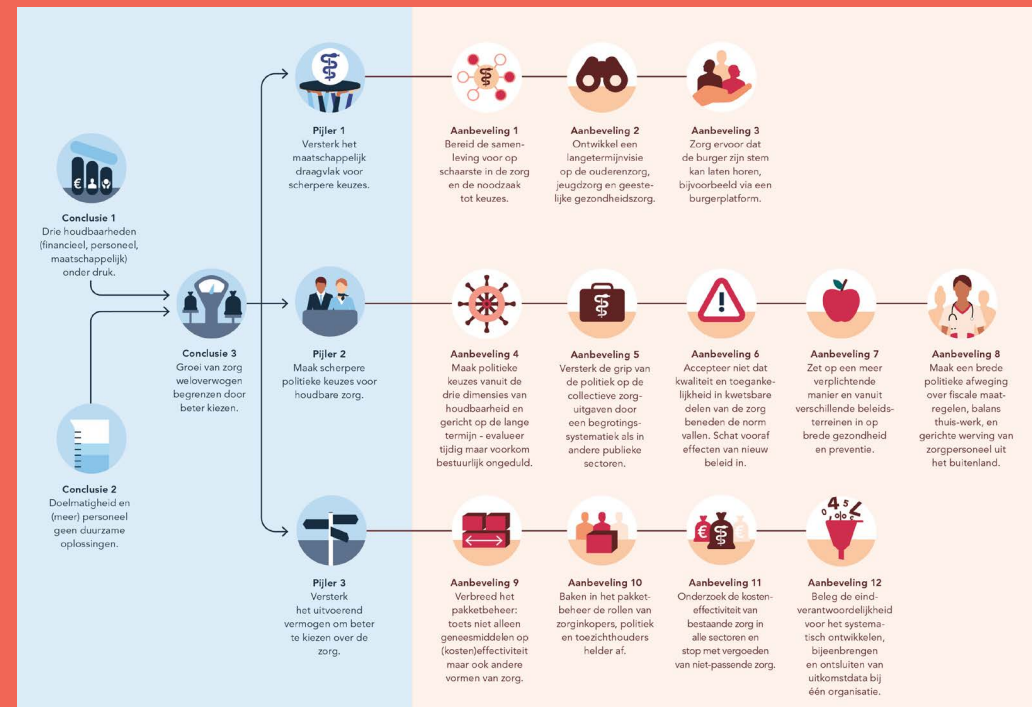 Conclusie 1
Drie houdbaarheden
(financieel, personeel,
maatschappelijk)
onder druk.
Conclusie 2
Doelmatigheid en
(meer) personeel
geen duurzame
oplossingen.
Conclusie 3
Groei van zorg
weloverwogen
begrenzen door
beter kiezen.
Pijler 1
Versterk het
maatschappelijk
draagvlak voor
scherpere keuzes.
Aanbeveling 1
Bereid de samen-
leving voor op
schaarste in de zorg
en de noodzaak
tot keuzes.
Aanbeveling 2
Ontwikkel een
langetermijnvisie
op de ouderenzorg,
jeugdzorg en geeste-
lijke gezondheidszorg.
Aanbeveling 3
Zorg ervoor dat
de burger zijn stem
kan laten horen,
bijvoorbeeld via een
burgerplatform.
Pijler 2
Maak scherpere
politieke keuzes voor
houdbare zorg.
Aanbeveling 4
Maak politieke
keuzes vanuit de
drie dimensies van
houdbaarheid en
gericht op de lange
termijn - evalueer
tijdig maar voorkom
bestuurlijk ongeduld.
Aanbeveling 5
Versterk de grip van
de politiek op de
collectieve zorg-
uitgaven door
een begrotings-
systematiek als in
andere publieke
sectoren.
Aanbeveling 6
Accepteer niet dat
kwaliteit en toeganke-
lijkheid in kwetsbare
delen van de zorg
beneden de norm
vallen. Schat vooraf
effecten van nieuw
beleid in.
Aanbeveling 7
Zet op een meer
verplichtende
manier en vanuit
verschillende beleids-
terreinen in op
brede gezondheid
en preventie.
Aanbeveling 8
Maak een brede
politieke afweging
over fiscale maat-
regelen, balans
thuis-werk, en
gerichte werving van
zorgpersoneel uit
het buitenland.
Pijler 3
Versterk
het uitvoerend
vermogen om beter
te kiezen over de
zorg.
Aanbeveling 9
Verbreed het
pakketbeheer:
toets niet alleen
geneesmiddelen op
(kosten)effectiviteit
maar ook andere
vormen van zorg.
Aanbeveling 10
Baken in het pakket-
beheer de rollen van
zorginkopers, politiek
en toezichthouders
helder af.
Aanbeveling 11
Onderzoek de kosten-
effectiviteit van
bestaande zorg in
alle sectoren en
stop met vergoeden
van niet-passende zorg.
Aanbeveling 12
Beleg de eind-
verantwoordelijkheid
voor het systema-
tisch ontwikkelen,
bijeenbrengen
en ontsluiten van
uitkomstdata bij
één organisatie.